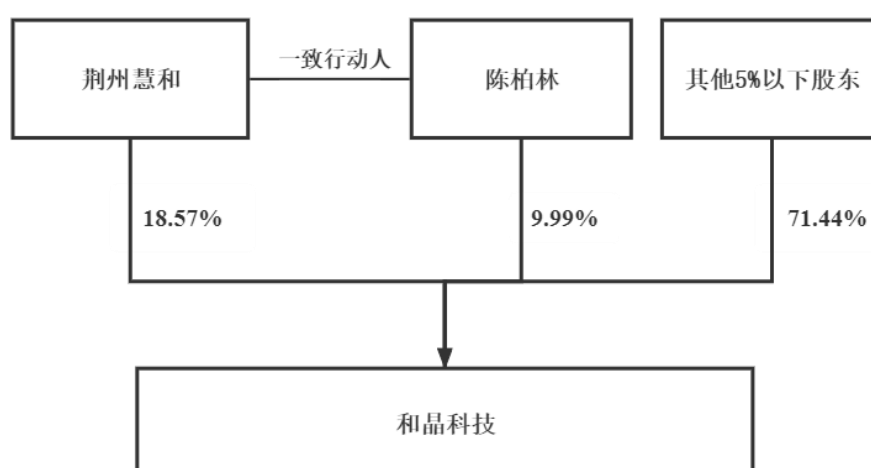 荆州慧和
一致行动人
陈柏林
其他5%以下股东
18.57%
9.99%
71.44%
和晶科技